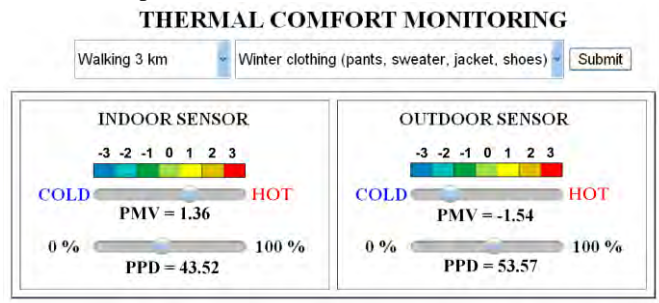 THERMAL COMFORT MONITORING
Walking 3 km
Winter clothing (pants, sweater, jacket, shoes)
Submit
INDOOR SENSOR
-3 -2 -1 0 1 2 3
COLD HOT
PMV = 1.36
0 % 100 %
PPD = 43.52
OUTDOOR SENSOR
-3 -2 -1 0 1 2 3
COLD HOT
PMV = -1.54
0 % 100 %
PPD = 53.57